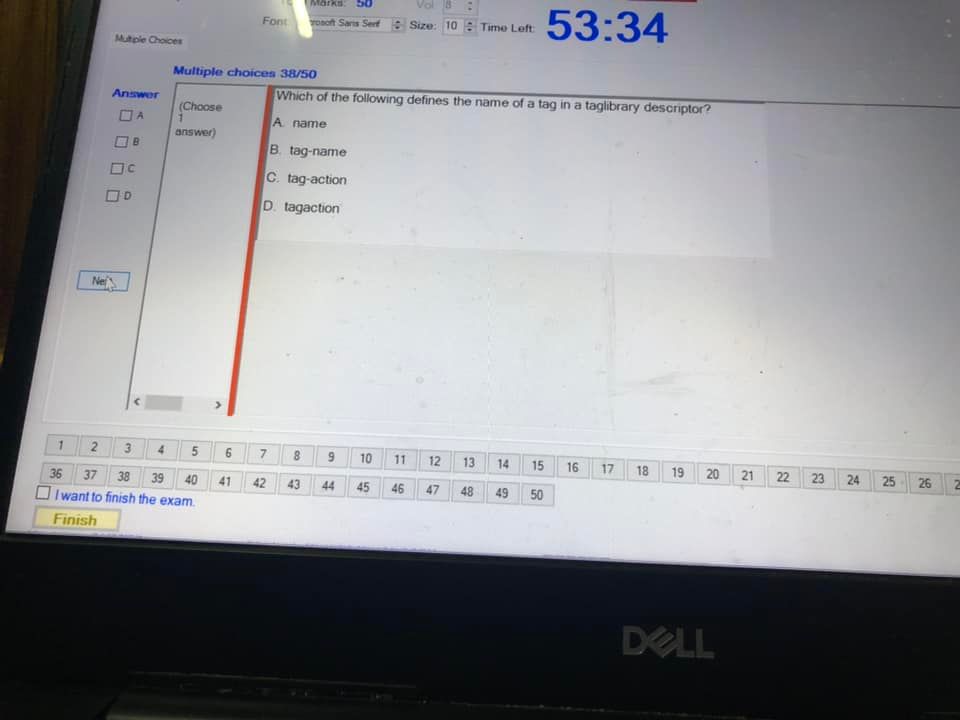 Marks: 50
Vol 8
Font Sans Serif Size: 10 Time Left: 53:34
Multiple Choices
Multiple choices 38/50
Answer
A
B
C
D
(Choose
1
answer)
Which of the following defines the name of a tag in a taglibrary descriptor?
A. name
B. tag-name
C. tag-action
D. tagaction
1 2 3 4 5 6 7 8 9 10 11 12 13 14 15 16 17 18 19 20 21 22 23 24 25 26
36 37 38 39 40 41 42 43 44 45 46 47 48 49 50
I want to finish the exam.
Finish
DELL